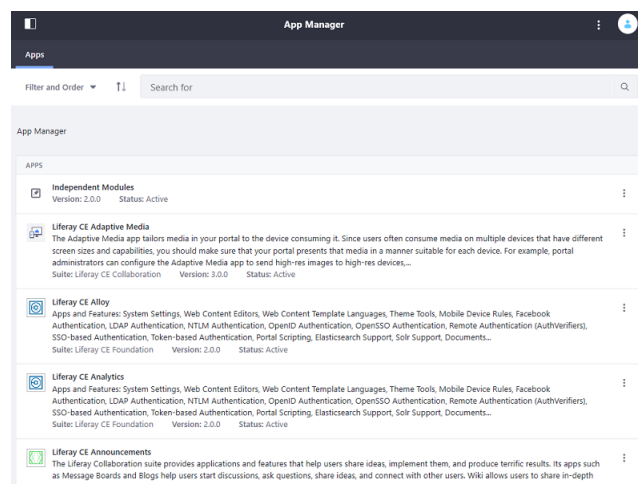 App Manager
Apps
Filter and Order
Search for
App Manager
APPS
Independent Modules
Version: 2.0.0 Status: Active
Liferay CE Adaptive Media
The Adaptive Media app tailors media in your portal to the device consuming it. Since users often consume media on multiple devices that have different
screen sizes and capabilities, you should make sure that your portal presents that media in a manner suitable for each device. For example, portal
administrators can configure the Adaptive Media app to send high-res images to high-res devices,...
Suite: Liferay CE Collaboration Version: 3.0.0 Status: Active
Liferay CE Alloy
Apps and Features: System Settings, Web Content Editors, Web Content Template Languages, Theme Tools, Mobile Device Rules, Facebook
Authentication, LDAP Authentication, NTLM Authentication, OpenID Authentication, OpenSSO Authentication, Remote Authentication (AuthVerifiers),
SSO-based Authentication, Token-based Authentication, Portal Scripting, Elasticsearch Support, Solr Support, Documents...
Suite: Liferay CE Foundation Version: 2.0.0 Status: Active
Liferay CE Analytics
Apps and Features: System Settings, Web Content Editors, Web Content Template Languages, Theme Tools, Mobile Device Rules, Facebook
Authentication, LDAP Authentication, NTLM Authentication, OpenID Authentication, OpenSSO Authentication, Remote Authentication (AuthVerifiers),
SSO-based Authentication, Token-based Authentication, Portal Scripting, Elasticsearch Support, Solr Support, Documents...
Suite: Liferay CE Foundation Version: 2.0.0 Status: Active
Liferay CE Announcements
The Liferay Collaboration suite provides applications and features that help users share ideas, implement them, and produce terrific results. Its apps such
as Message Boards and Blogs help users start discussions, ask questions, share ideas, and connect with other users. Wiki allows users to share in-depth